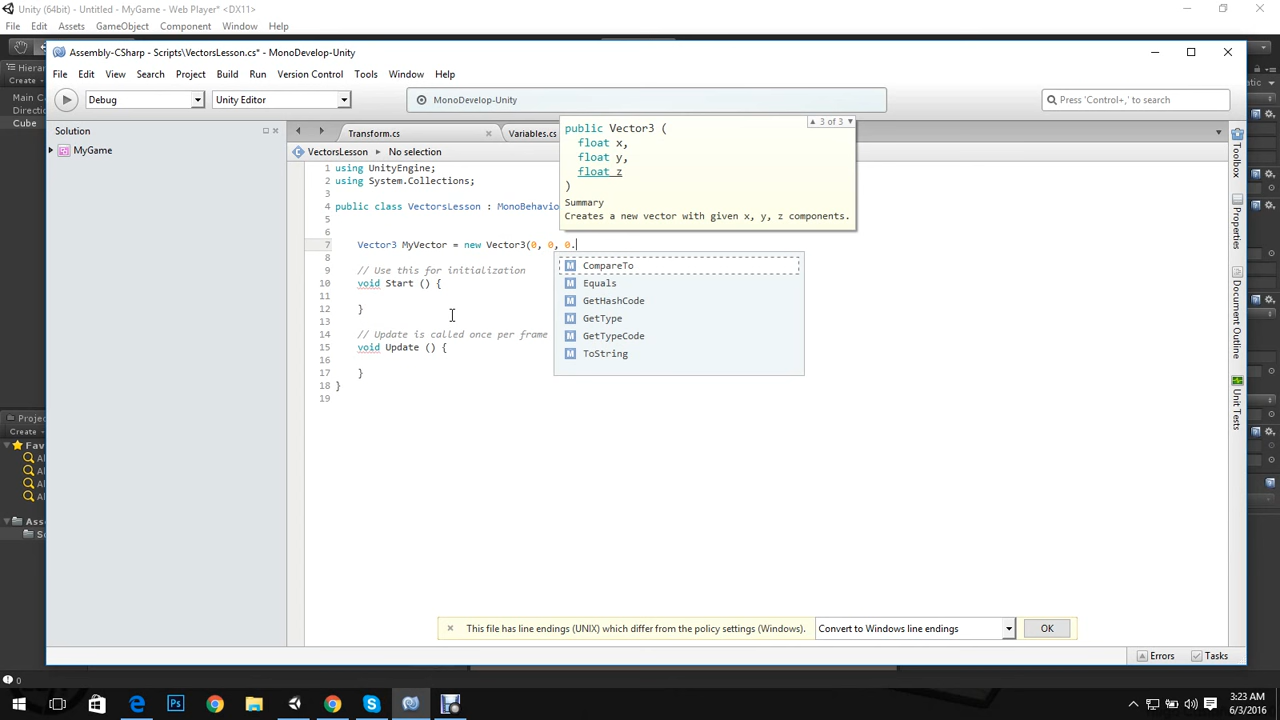 Unity (64bit) - Untitled - MyGame - Web Player* <DX11>
File Edit Assets GameObject Component Window Help
Hierar
Create
Main C
Directio
Cube
Assembly-CSharp - Scripts\VectorsLesson.cs* - MonoDevelop-Unity
File Edit View Search Project Build Run Version Control Tools Window Help
Debug Unity Editor MonoDevelop-Unity Press 'Control+,' to search
Solution
MyGame
Transform.cs Variables.cs
VectorsLesson No selection
1 using UnityEngine;
2 using System.Collections;
3
4 public class VectorsLesson : MonoBehavio
5
6
7 Vector3 MyVector = new Vector3(0, 0, 0.
8
9 // Use this for initialization
10 void Start () {
11
12 }
13
14 // Update is called once per frame
15 void Update () {
16
17 }
18 }
19
3 of 3
public Vector3 (
float x,
float y,
float z
)
Summary
Creates a new vector with given x, y, z components.
CompareTo
Equals
GetHashCode
GetType
GetTypeCode
ToString
Toolbox
Properties
Document Outline
Unit Tests
This file has line endings (UNIX) which differ from the policy settings (Windows). Convert to Windows line endings OK
Errors Tasks
Projec
Create
Fav
Al
Al
Al
Al
Asse
Sc
0
3:23 AM
6/3/2016